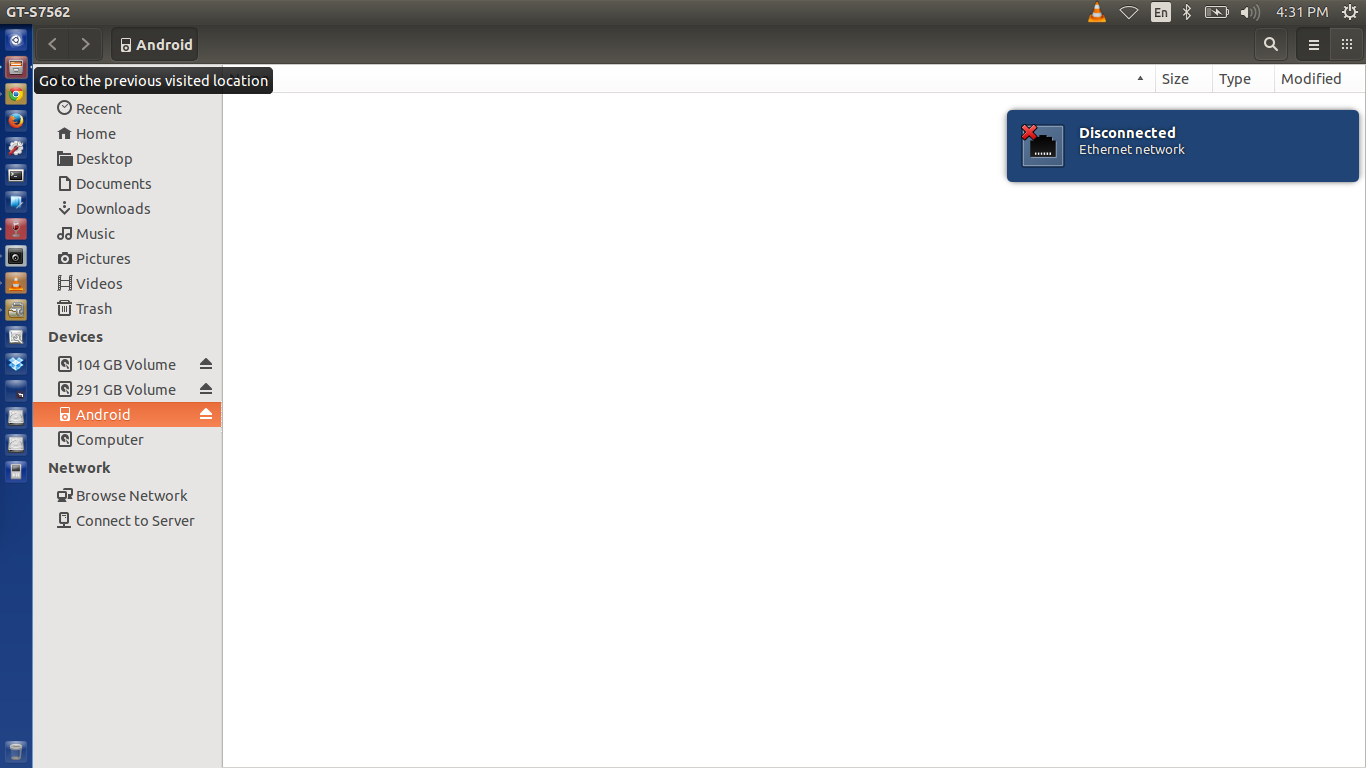 GT-S7562
En
4:31 PM
Android
Go to the previous visited location
Size
Type
Modified
Recent
Home
Desktop
Documents
Downloads
Music
Pictures
Videos
Trash
Devices
104 GB Volume
291 GB Volume
Android
Computer
Network
Browse Network
Connect to Server
Disconnected
Ethernet network